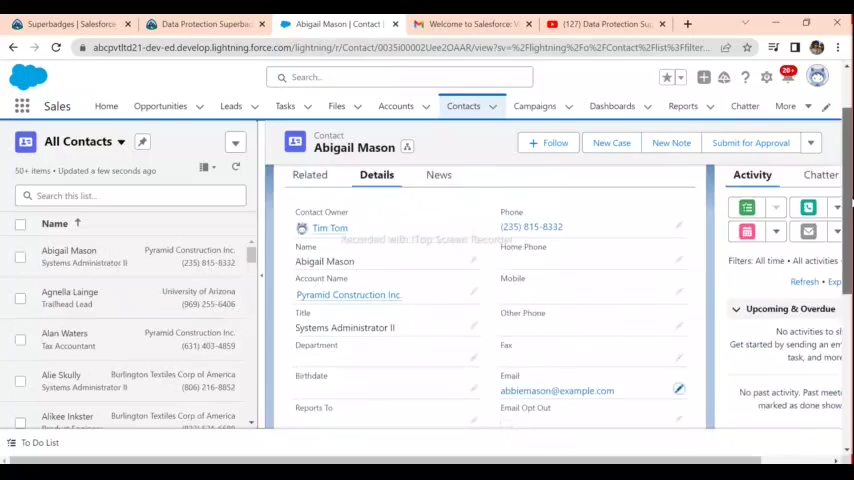 Superbadges | Salesforce
Data Protection Superbad
Abigail Mason | Contact |
Welcome to Salesforce: V
(127) Data Protection Sup
abcpvtltd21-dev-ed.develop.lightning.force.com/lightning/r/Contact/0035i00002Uee2OAAR/view?sv=%2Flightning%2Fo%2FContact%2Flist%3Ffilter...
Search...
20+
Sales
Home
Opportunities
Leads
Tasks
Files
Accounts
Contacts
Campaigns
Dashboards
Reports
Chatter
More
All Contacts
50+ items • Updated a few seconds ago
Search this list...
Name
Abigail Mason
Pyramid Construction Inc.
Systems Administrator II
(235) 815-8332
Agnella Lainge
University of Arizona
Trailhead Lead
(969) 255-6406
Alan Waters
Pyramid Construction Inc.
Tax Accountant
(631) 403-4859
Alie Skully
Burlington Textiles Corp of America
Systems Administrator II
(806) 216-8852
Alikee Inkster
Burlington Textiles Corp of America
Contact
Abigail Mason
+ Follow
New Case
New Note
Submit for Approval
Related
Details
News
Contact Owner
Tim Tom
Phone
(235) 815-8332
Recorded with iTop Screen Recorder
Name
Abigail Mason
Home Phone
Account Name
Pyramid Construction Inc.
Mobile
Title
Systems Administrator II
Other Phone
Department
Fax
Birthdate
Email
abbiemason@example.com
Reports To
Email Opt Out
Activity
Chatter
Filters: All time • All activities
Refresh • Exp
Upcoming & Overdue
No activities to sh
Get started by sending an em
task, and more
No past activity. Past meet
marked as done show
To Do List